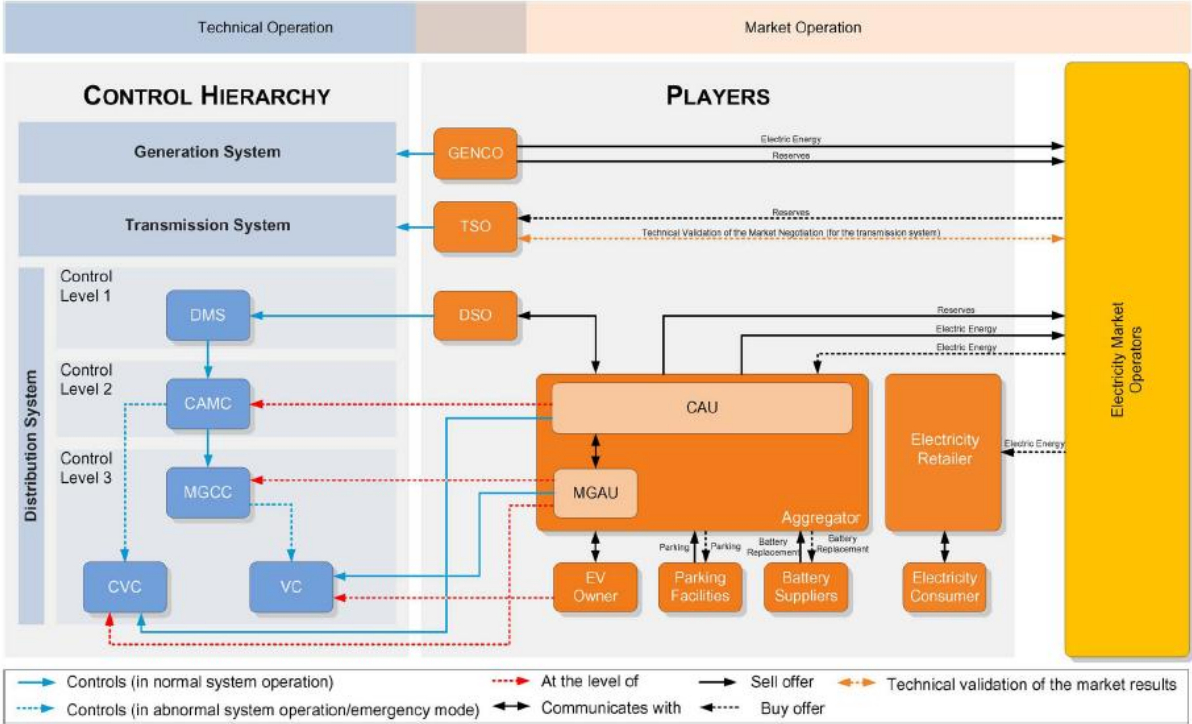 Technical Operation
Market Operation
CONTROL HIERARCHY
PLAYERS
Generation System
GENCO
Electric Energy
Reserves
Transmission System
TSO
Reserves
Technical Validation of the Market Negotiation (for the transmission system)
Distribution System
Control
Level 1
DMS
DSO
Reserves
Electric Energy
Electric Energy
Control
Level 2
CAMC
CAU
Electricity
Retailer
Electric Energy
Control
Level 3
MGCC
MGAU
Aggregator
Parking
Parking
Battery
Replacement
Battery
Replacement
CVC
VC
EV
Owner
Parking
Facilities
Battery
Suppliers
Electricity
Consumer
Electricity Market
Operators
Controls (in normal system operation)
At the level of
Sell offer
Technical validation of the market results
Controls (in abnormal system operation/emergency mode)
Communicates with
Buy offer